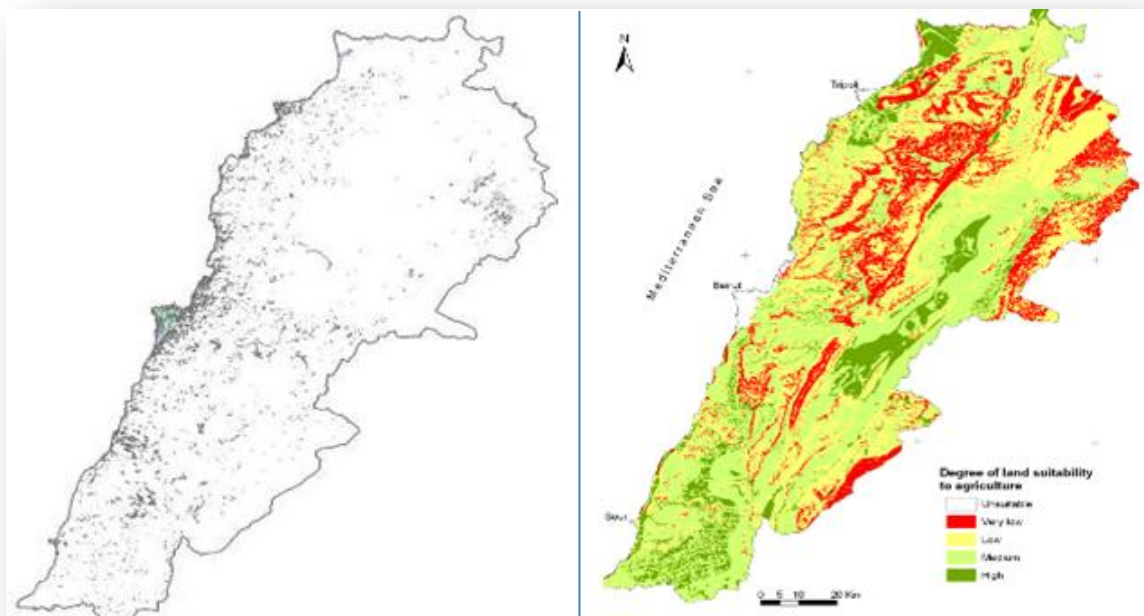 N
Tripoli
Mediterranean Sea
Beirut
Sour
Degree of land suitability
to agriculture
Unsuitable
Very low
Low
Medium
High
0 5 10 20 Km